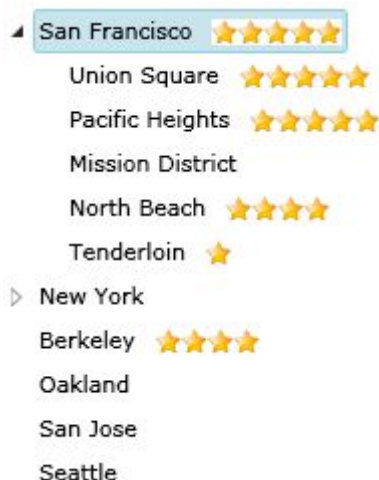 San Francisco
Union Square
Pacific Heights
Mission District
North Beach
Tenderloin
New York
Berkeley
Oakland
San Jose
Seattle